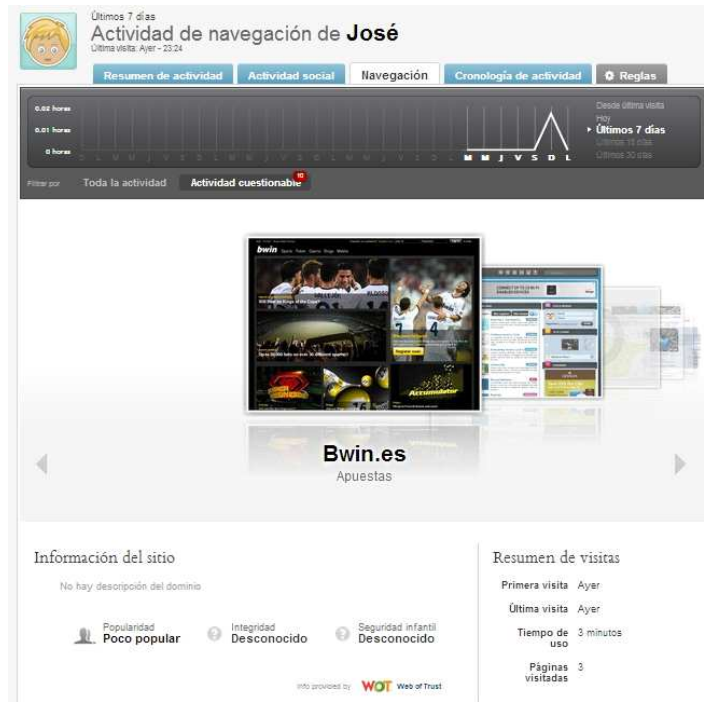 Últimos 7 días
Actividad de navegación de José
Última visita: Ayer - 23:24
Resumen de actividad
Actividad social
Navegación
Cronología de actividad
Reglas
0.02 horas
0.01 horas
0 horas
M M J V S D L
Desde última visita
Hoy
Últimos 7 días
Últimos 15 días
Últimos 30 días
Filtrar por
Toda la actividad
Actividad cuestionable
10
bwin
Accumulator
Bwin.es
Apuestas
Información del sitio
No hay descripción del dominio
Popularidad
Poco popular
Integridad
Desconocido
Seguridad infantil
Desconocido
Info provided by WOT Web of Trust
Resumen de visitas
Primera visita Ayer
Última visita Ayer
Tiempo de uso 3 minutos
Páginas visitadas 3